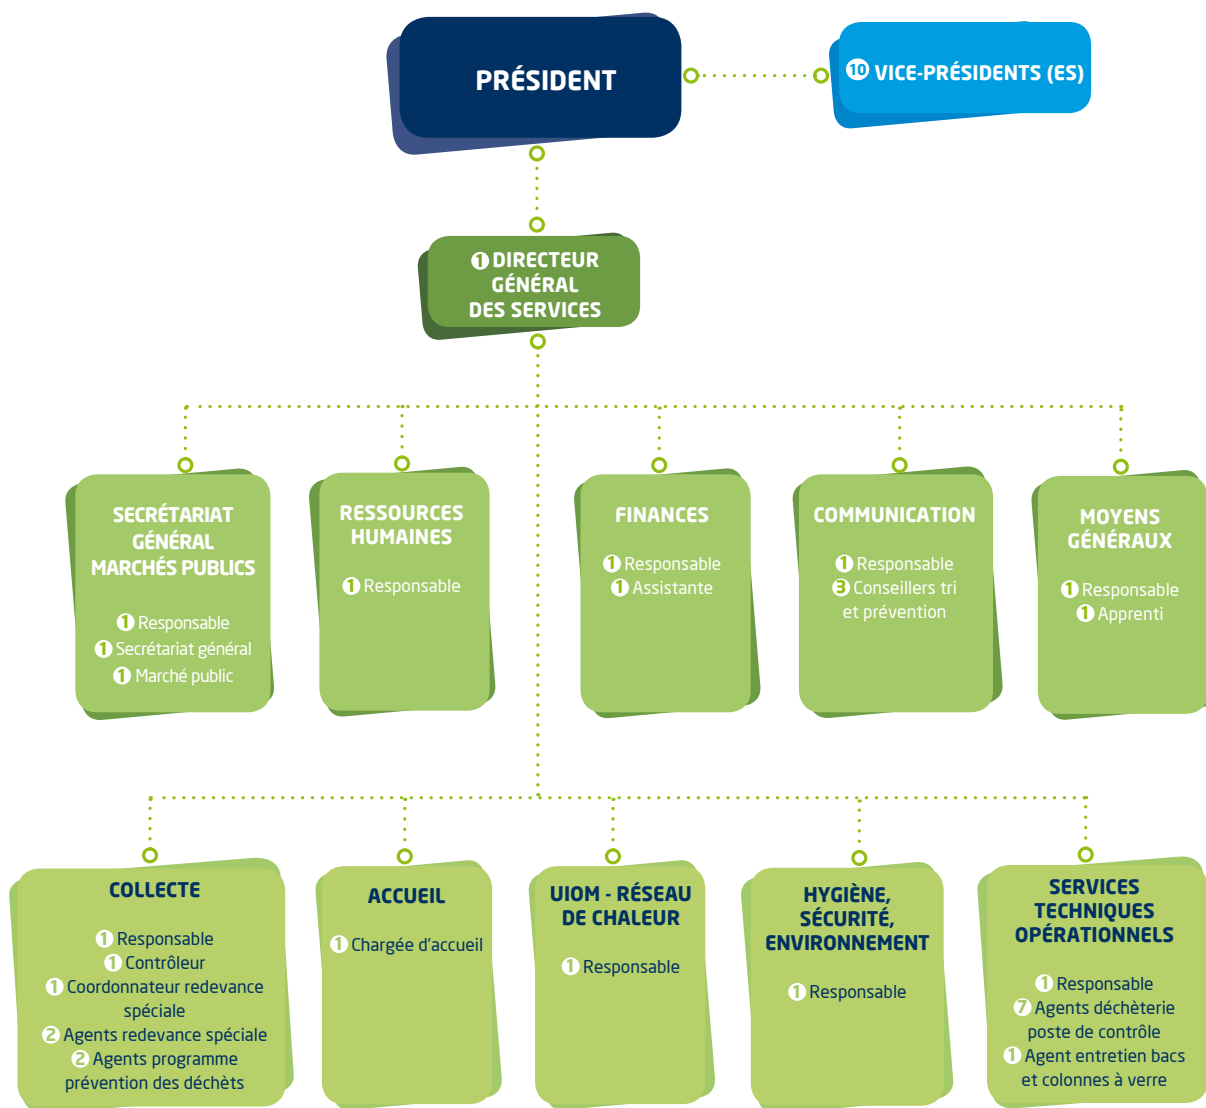 PRÉSIDENT
10 VICE-PRÉSIDENTS (ES)
1 DIRECTEUR
GÉNÉRAL
DES SERVICES
SECRÉTARIAT
GÉNÉRAL
MARCHÉS PUBLICS
1 Responsable
1 Secrétariat général
1 Marché public
RESSOURCES
HUMAINES
1 Responsable
FINANCES
1 Responsable
1 Assistante
COMMUNICATION
1 Responsable
3 Conseillers tri
et prévention
MOYENS
GÉNÉRAUX
1 Responsable
1 Apprenti
COLLECTE
1 Responsable
1 Contrôleur
1 Coordonnateur redevance
spéciale
2 Agents redevance spéciale
2 Agents programme
prévention des déchèts
ACCUEIL
1 Chargée d'accueil
UIOM - RÉSEAU
DE CHALEUR
1 Responsable
HYGIÈNE,
SÉCURITÉ,
ENVIRONNEMENT
1 Responsable
SERVICES
TECHNIQUES
OPÉRATIONNELS
1 Responsable
7 Agents déchèterie
poste de contrôle
1 Agent entretien bacs
et colonnes à verre